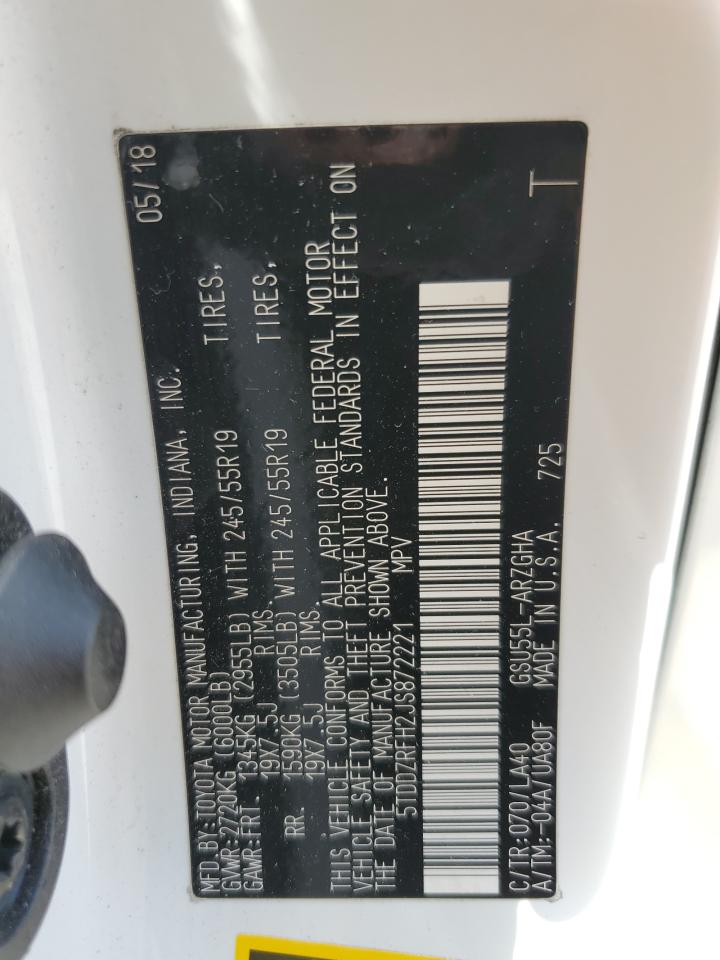 MFD BY:TOYOTA MOTOR MANUFACTURING, INDIANA, INC. 05/18
GVWR:2720KG (6000LB)
GAWR:FRT. 1345KG (2955LB) WITH 245/55R19 TIRES,
19X7.5J RIMS,
RR. 1590KG (3505LB) WITH 245/55R19 TIRES,
19X7.5J RIMS.
THIS VEHICLE CONFORMS TO ALL APPLICABLE FEDERAL MOTOR
VEHICLE SAFETY AND THEFT PREVENTION STANDARDS IN EFFECT ON
THE DATE OF MANUFACTURE SHOWN ABOVE.
5TDDZRFH2JS872221 MPV
C/TR:070/LA40 GSU55L-ARZGHA T
A/TM:-04A/UA80F MADE IN U.S.A. 725